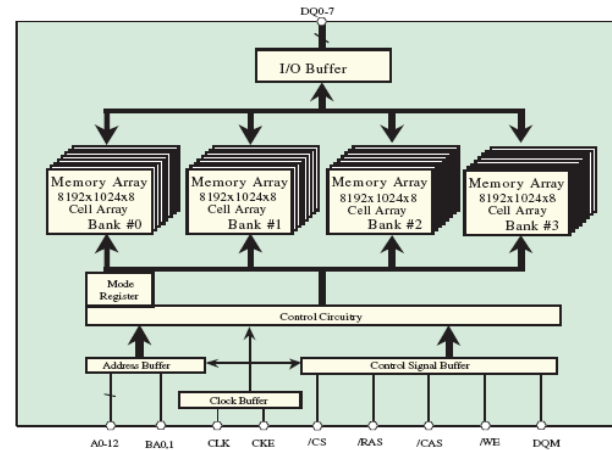 DQ0-7
I/O Buffer
Memory Array
8192x1024x8
Cell Array
Bank #0
Memory Array
8192x1024x8
Cell Array
Bank #1
Memory Array
8192x1024x8
Cell Array
Bank #2
Memory Array
8192x1024x8
Cell Array
Bank #3
Mode
Register
Control Circuitry
Address Buffer
Control Signal Buffer
Clock Buffer
A0-12 BA0,1 CLK CKE /CS /RAS /CAS /WE DQM